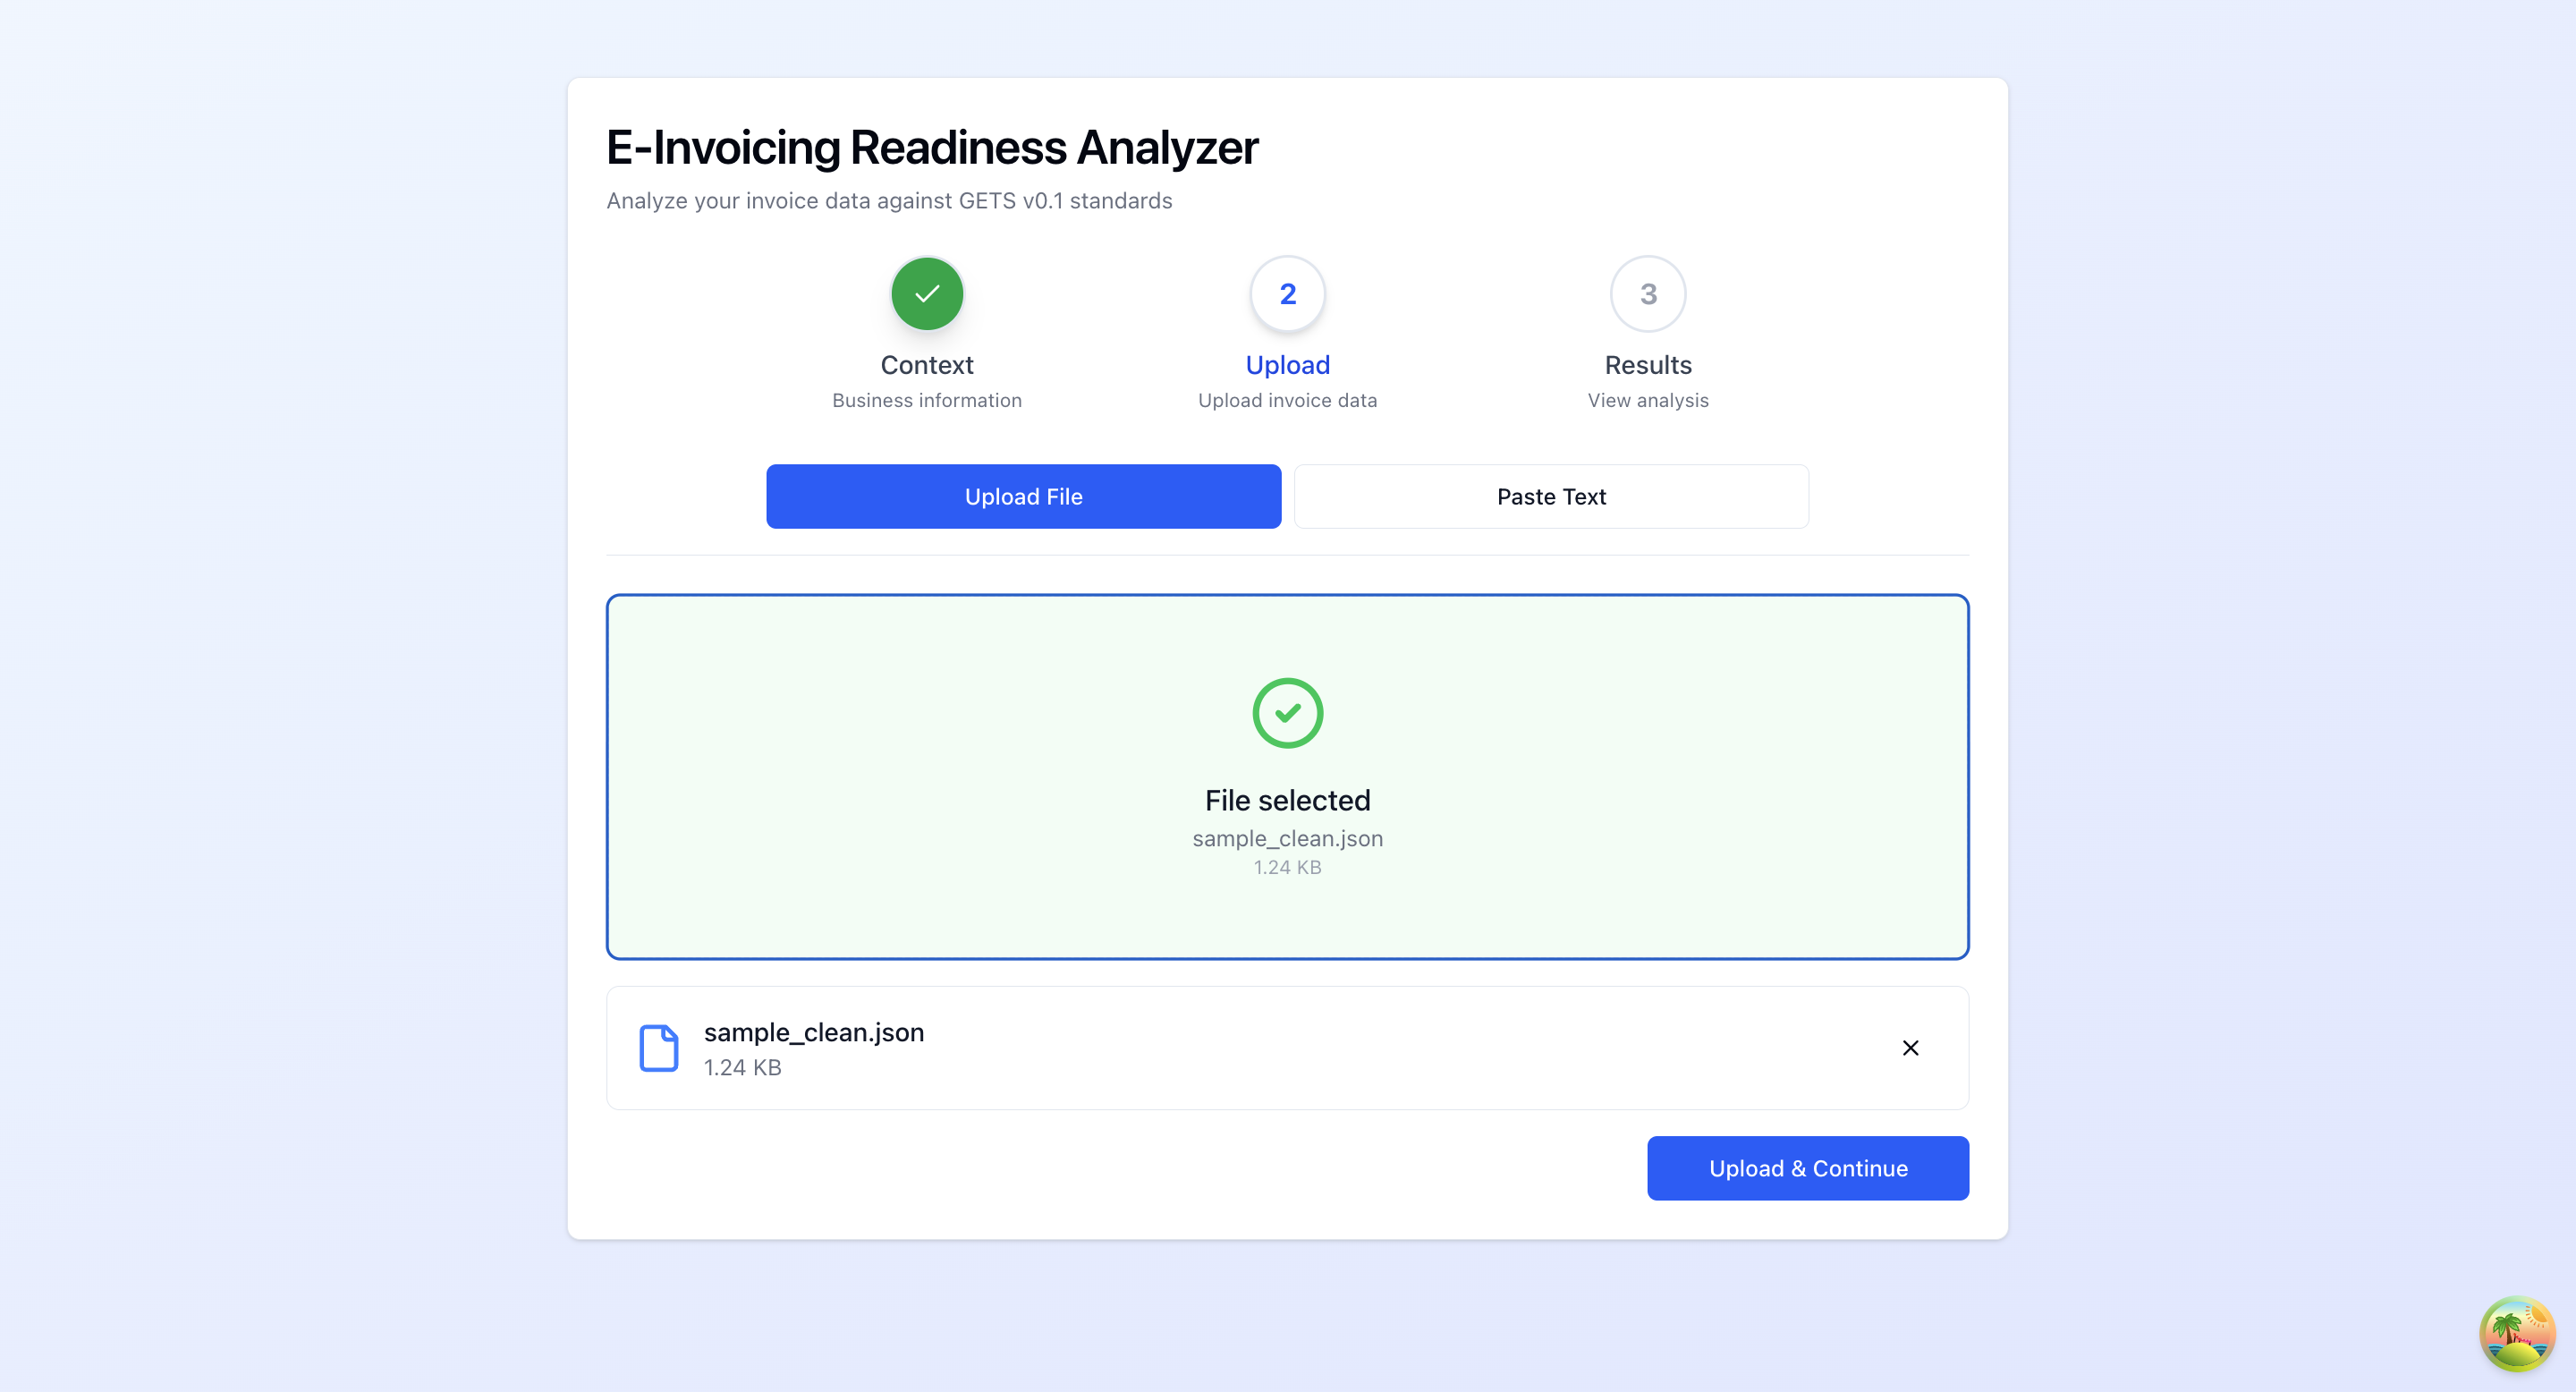 E-Invoicing Readiness Analyzer
Analyze your invoice data against GETS v0.1 standards
2
3
Context
Upload
Results
Business information
Upload invoice data
View analysis
Upload File
Paste Text
File selected
sample_clean.json
1.24 KB
sample_clean.json
1.24 KB
Upload & Continue